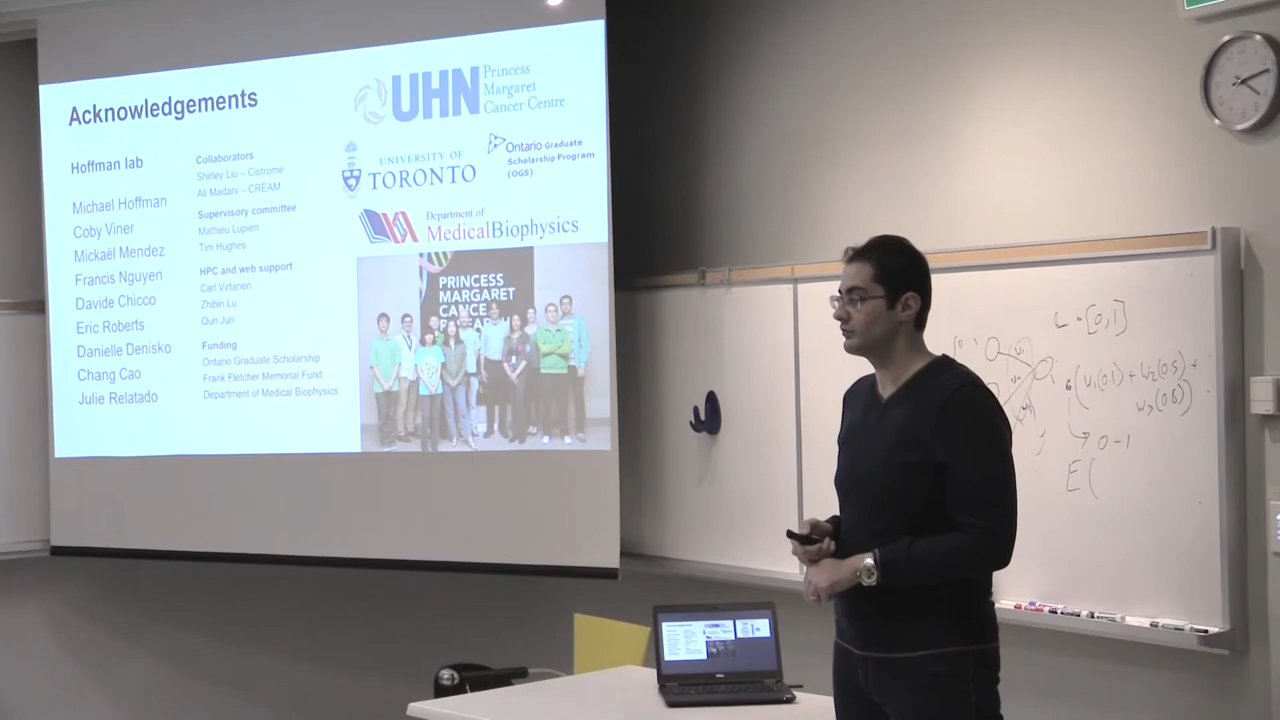 Acknowledgements
Hoffman lab
Michael Hoffman
Coby Viner
Mickaël Mendez
Francis Nguyen
Davide Chicco
Eric Roberts
Danielle Denisko
Chang Cao
Julie Relatado
Collaborators
Shirley Liu – Cistrome
Ali Madani – CREAM
Supervisory committee
Mathieu Lupien
Tim Hughes
HPC and web support
Carl Virtanen
Zhibin Lu
Qun Jun
Funding
Ontario Graduate Scholarship
Frank Fletcher Memorial Fund
Department of Medical Biophysics
UHN
Princess
Margaret
Cancer Centre
UNIVERSITY OF
TORONTO
Ontario Graduate
Scholarship Program
(OGS)
Department of
MedicalBiophysics
PRINCESS
MARGARET
CANCE
[0,1]
(w1(0.1) + w2(0.5) +
w3(0.6))
0-1
E(